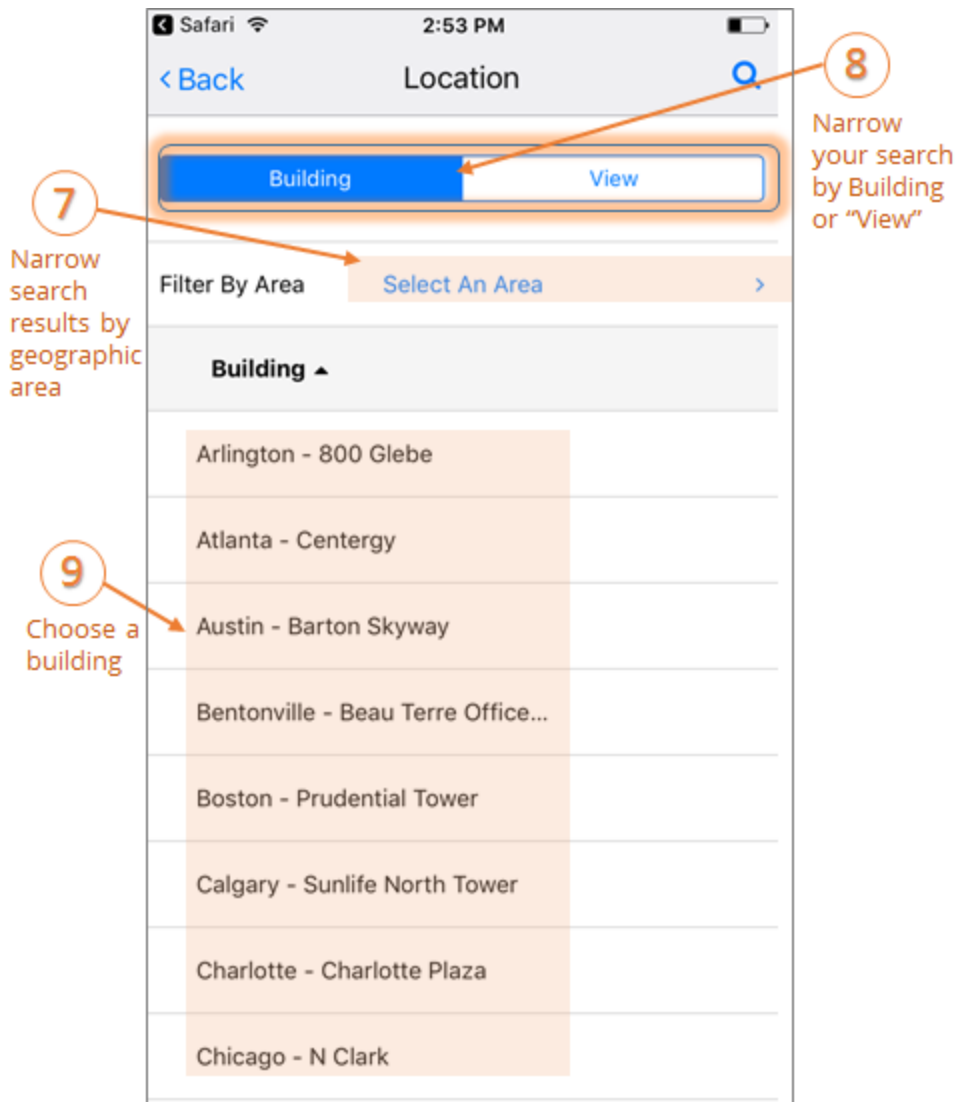 Safari 2:53 PM
< Back Location
8
Narrow
your search
by Building
or “View”
Building View
7
Narrow
search
results by
geographic
area
Filter By Area Select An Area >
Building ▲
Arlington - 800 Glebe
Atlanta - Centergy
9
Choose a
building
Austin - Barton Skyway
Bentonville - Beau Terre Office...
Boston - Prudential Tower
Calgary - Sunlife North Tower
Charlotte - Charlotte Plaza
Chicago - N Clark